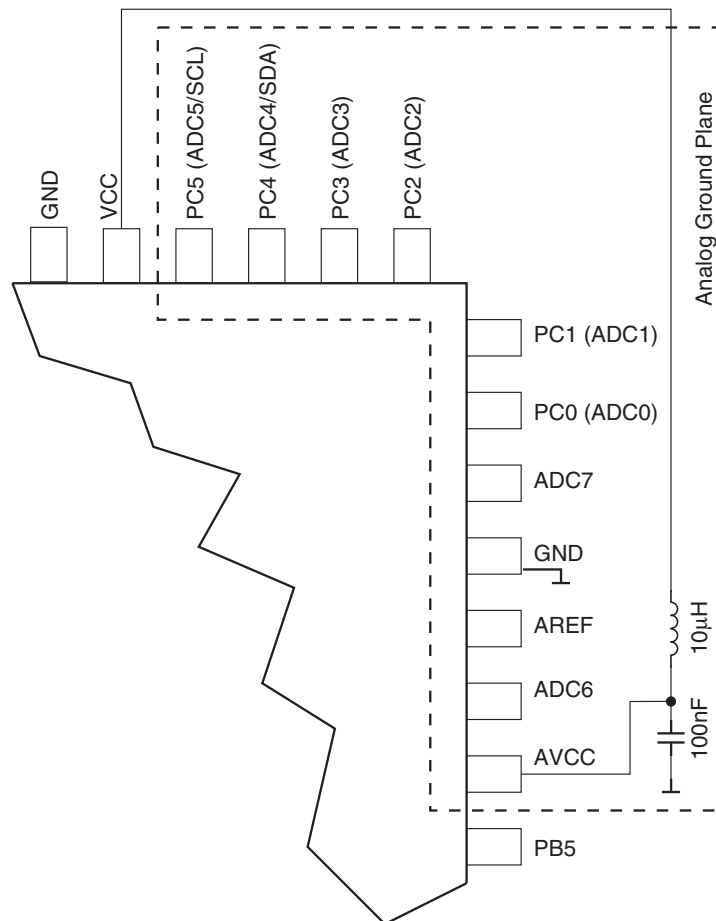 GND
VCC
PC5 (ADC5/SCL)
PC4 (ADC4/SDA)
PC3 (ADC3)
PC2 (ADC2)
Analog Ground Plane
PC1 (ADC1)
PC0 (ADC0)
ADC7
GND
AREF
10μH
ADC6
100nF
AVCC
PB5